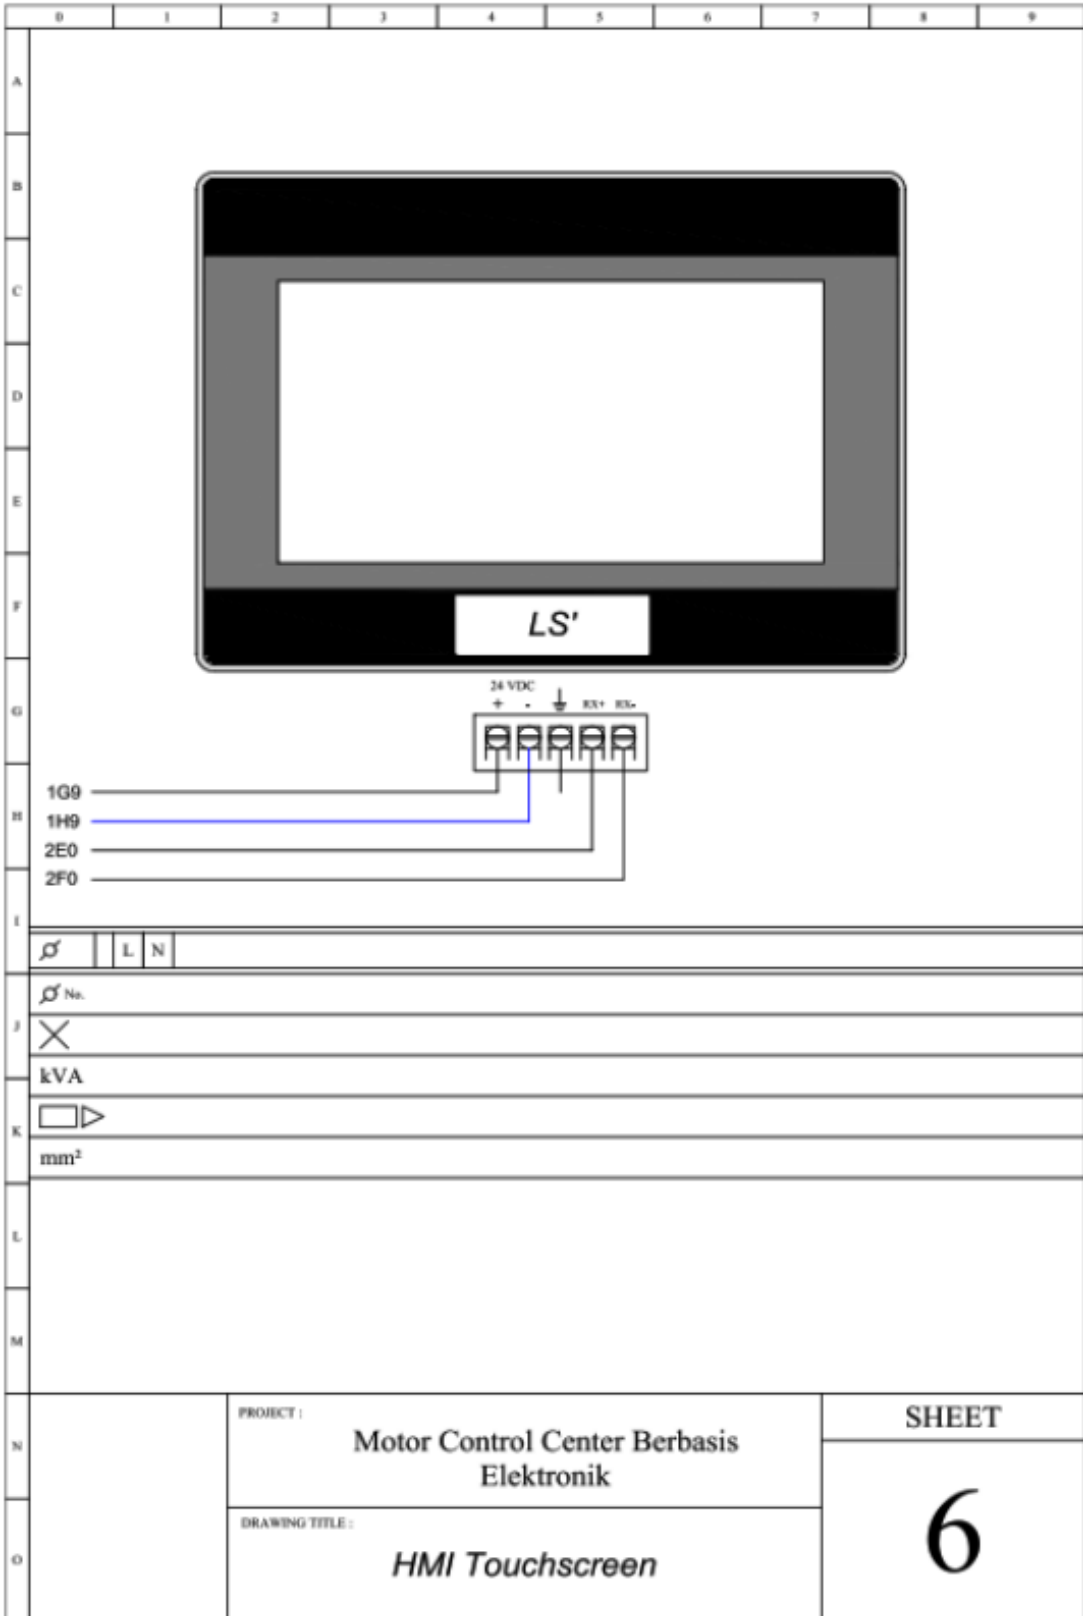 0 1 2 3 4 5 6 7 8 9
A
B
C
D
E
F
LS'
G
24 VDC
+ - RX+ RX-
1G9
H
1H9
2E0
2F0
I
L N
No.
J
kVA
K
mm²
L
M
N
PROJECT :
Motor Control Center Berbasis
Elektronik
SHEET
6
O
DRAWING TITLE :
HMI Touchscreen